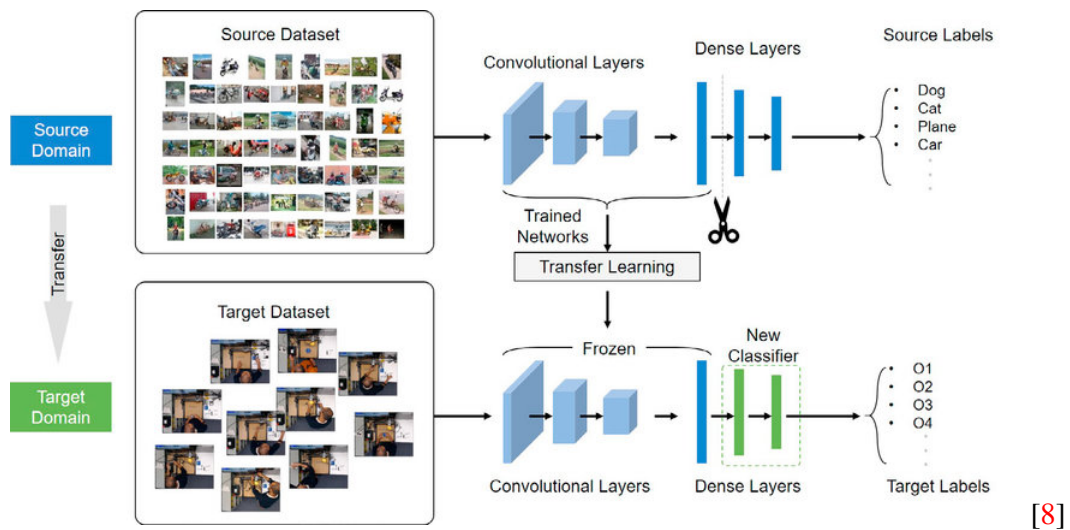 Source Dataset
Convolutional Layers
Dense Layers
Source Labels
• Dog
• Cat
• Plane
• Car
Source
Domain
Transfer
Trained
Networks
Transfer Learning
Target Dataset
Frozen
New
Classifier
Target
Domain
• O1
• O2
• O3
• O4
Convolutional Layers
Dense Layers
Target Labels
[8]